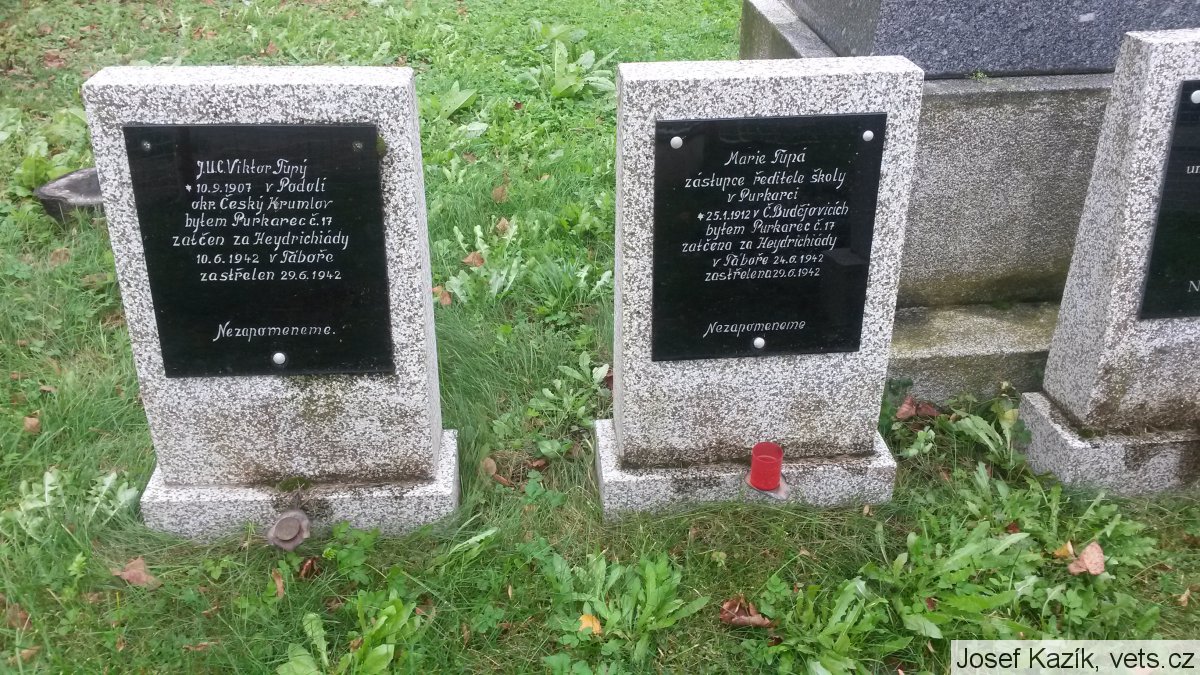 J.U.C. Viktor Tupý
* 10.9.1907 v Podolí
okr. Český Krumlov
bytem Purkarec č.17
zatčen za Heydrichiády
10.6.1942 v Táboře
zastřelen 29.6.1942
Nezapomeneme.
Marie Tupá
zástupce ředitele školy
v Purkarci
* 25.1.1912 v Č. Budějovicích
bytem Purkarec č.17
zatčena za Heydrichiády
v Táboře 24.6.1942
zastřelena 29.6.1942
Nezapomeneme
um
N
Josef Kazík, vets.cz